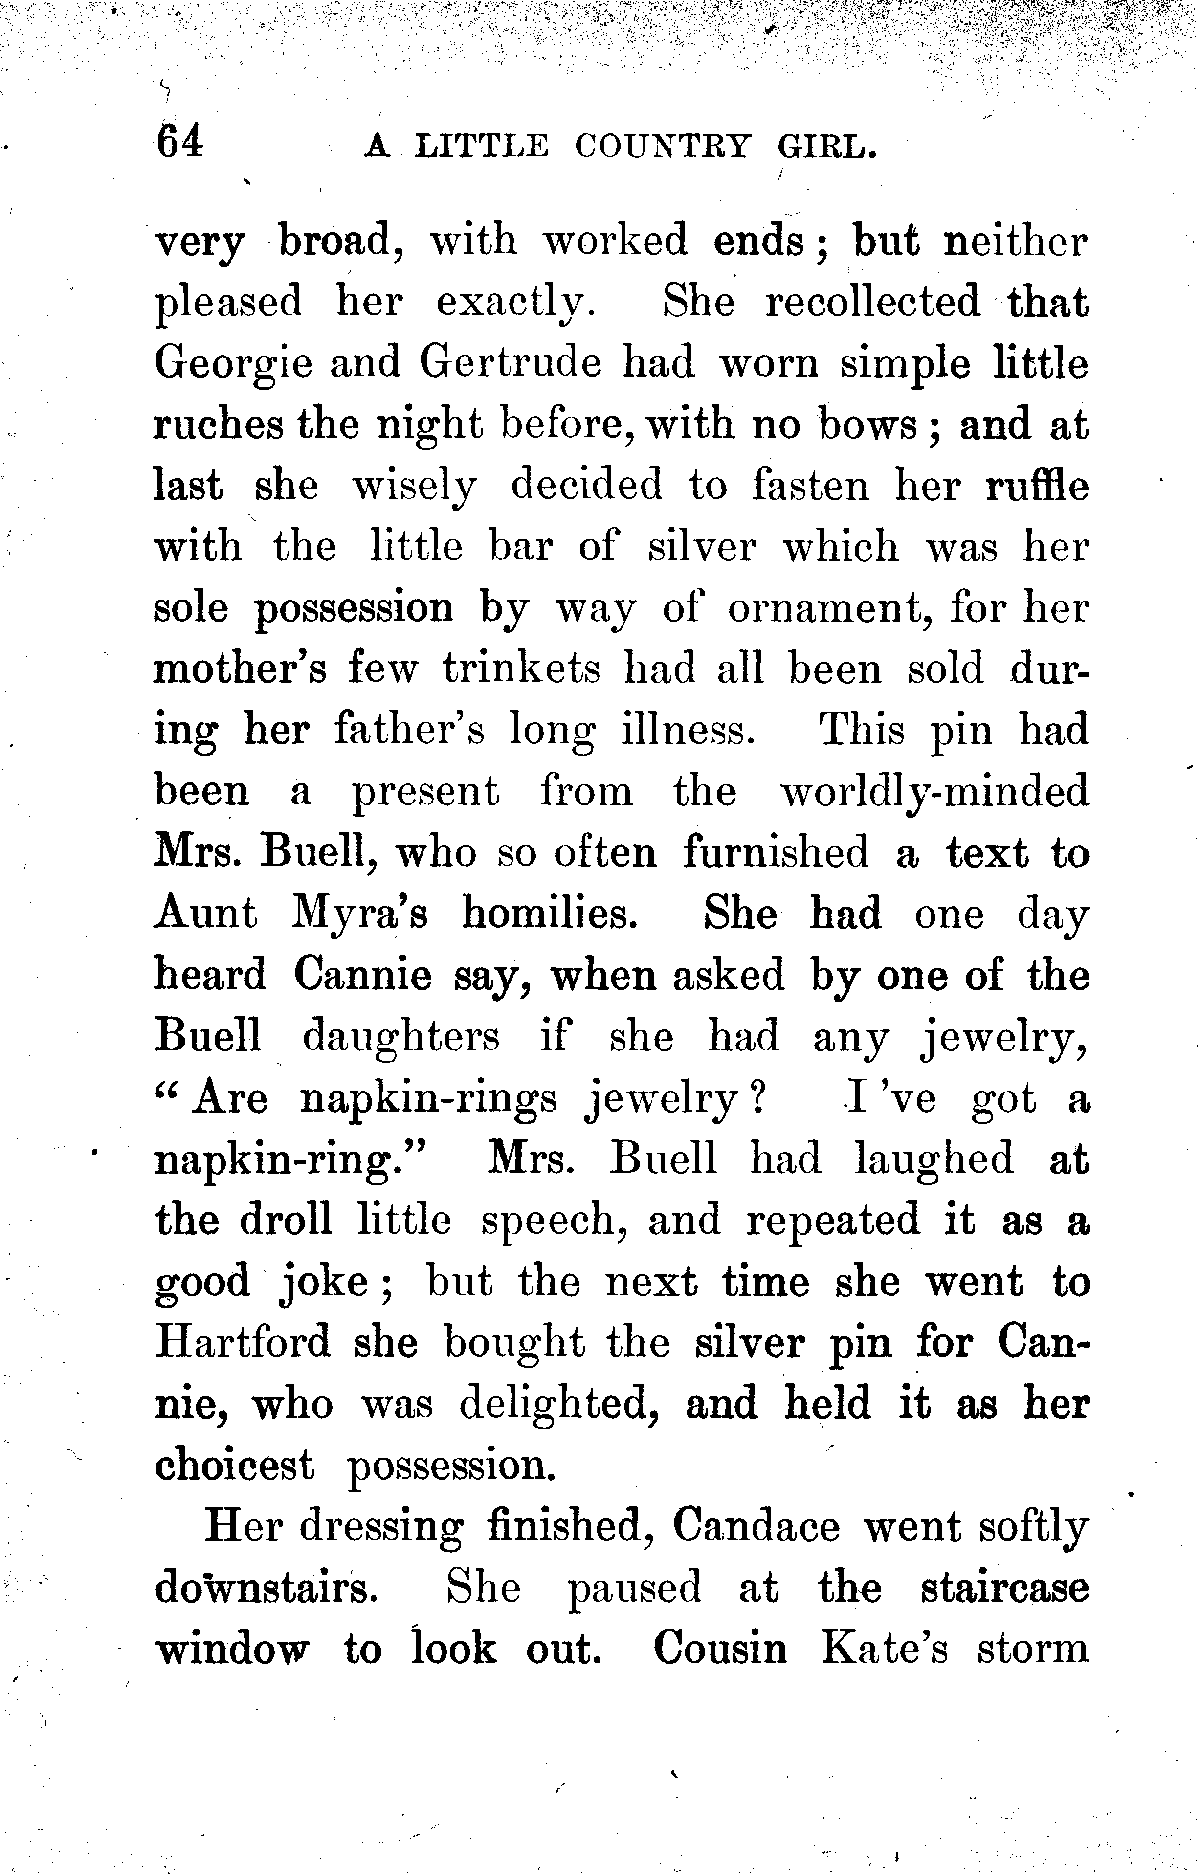 64 A LITTLE COUNTRY GIRL.
very broad, with worked ends; but neither
pleased her exactly. She recollected that
Georgie and Gertrude had worn simple little
ruches the night before, with no bows; and at
last she wisely decided to fasten her ruffle
with the little bar of silver which was her
sole possession by way of ornament, for her
mother's few trinkets had all been sold dur-
ing her father's long illness. This pin had
been a present from the worldly-minded
Mrs. Buell, who so often furnished a text to
Aunt Myra's homilies. She had one day
heard Cannie say, when asked by one of the
Buell daughters if she had any jewelry,
"Are napkin-rings jewelry? I 've got a
napkin-ring." Mrs. Buell had laughed at
the droll little speech, and repeated it as a
good joke; but the next time she went to
Hartford she bought the silver pin for Can-
nie, who was delighted, and held it as her
choicest possession.
Her dressing finished, Candace went softly
downstairs. She paused at the staircase
window to look out. Cousin Kate's storm